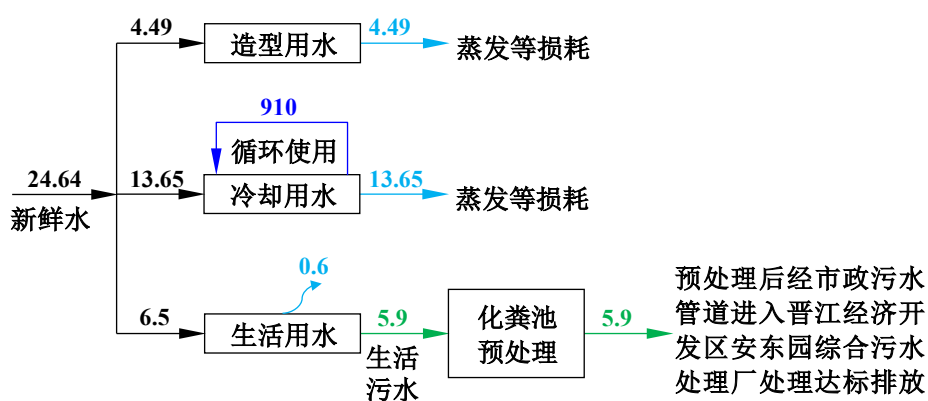 4.49
造型用水
4.49
蒸发等损耗
910
循环使用
24.64
新鲜水
13.65
冷却用水
13.65
蒸发等损耗
0.6
6.5
生活用水
5.9
生活
污水
化粪池
预处理
5.9
预处理后经市政污水
管道进入晋江经济开
发区安东园综合污水
处理厂处理达标排放